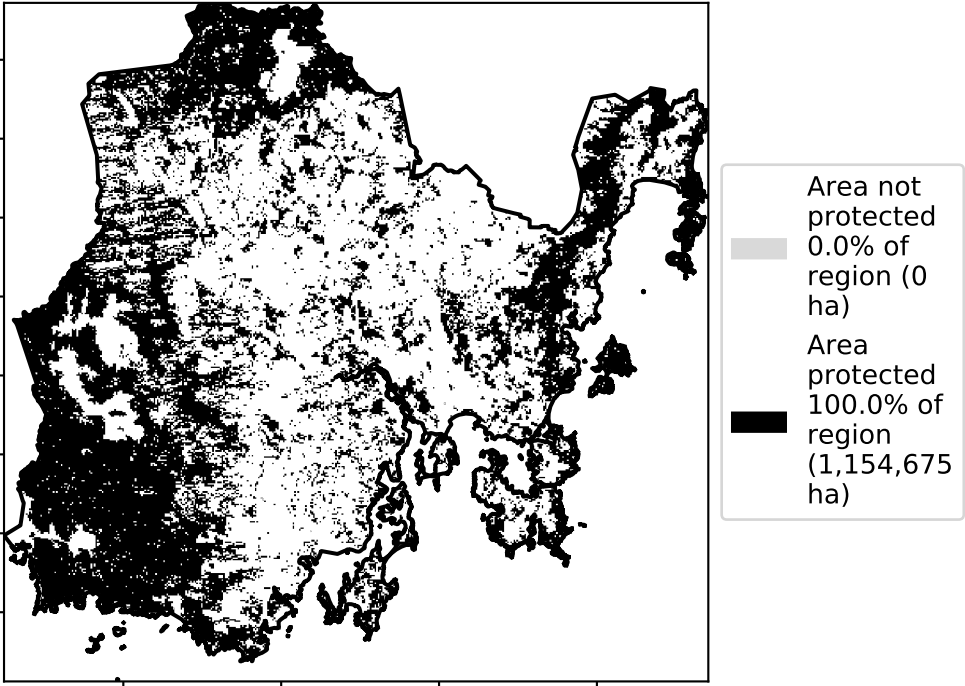 Area not
protected
0.0% of
region (0
ha)
Area
protected
100.0% of
region
(1,154,675
ha)